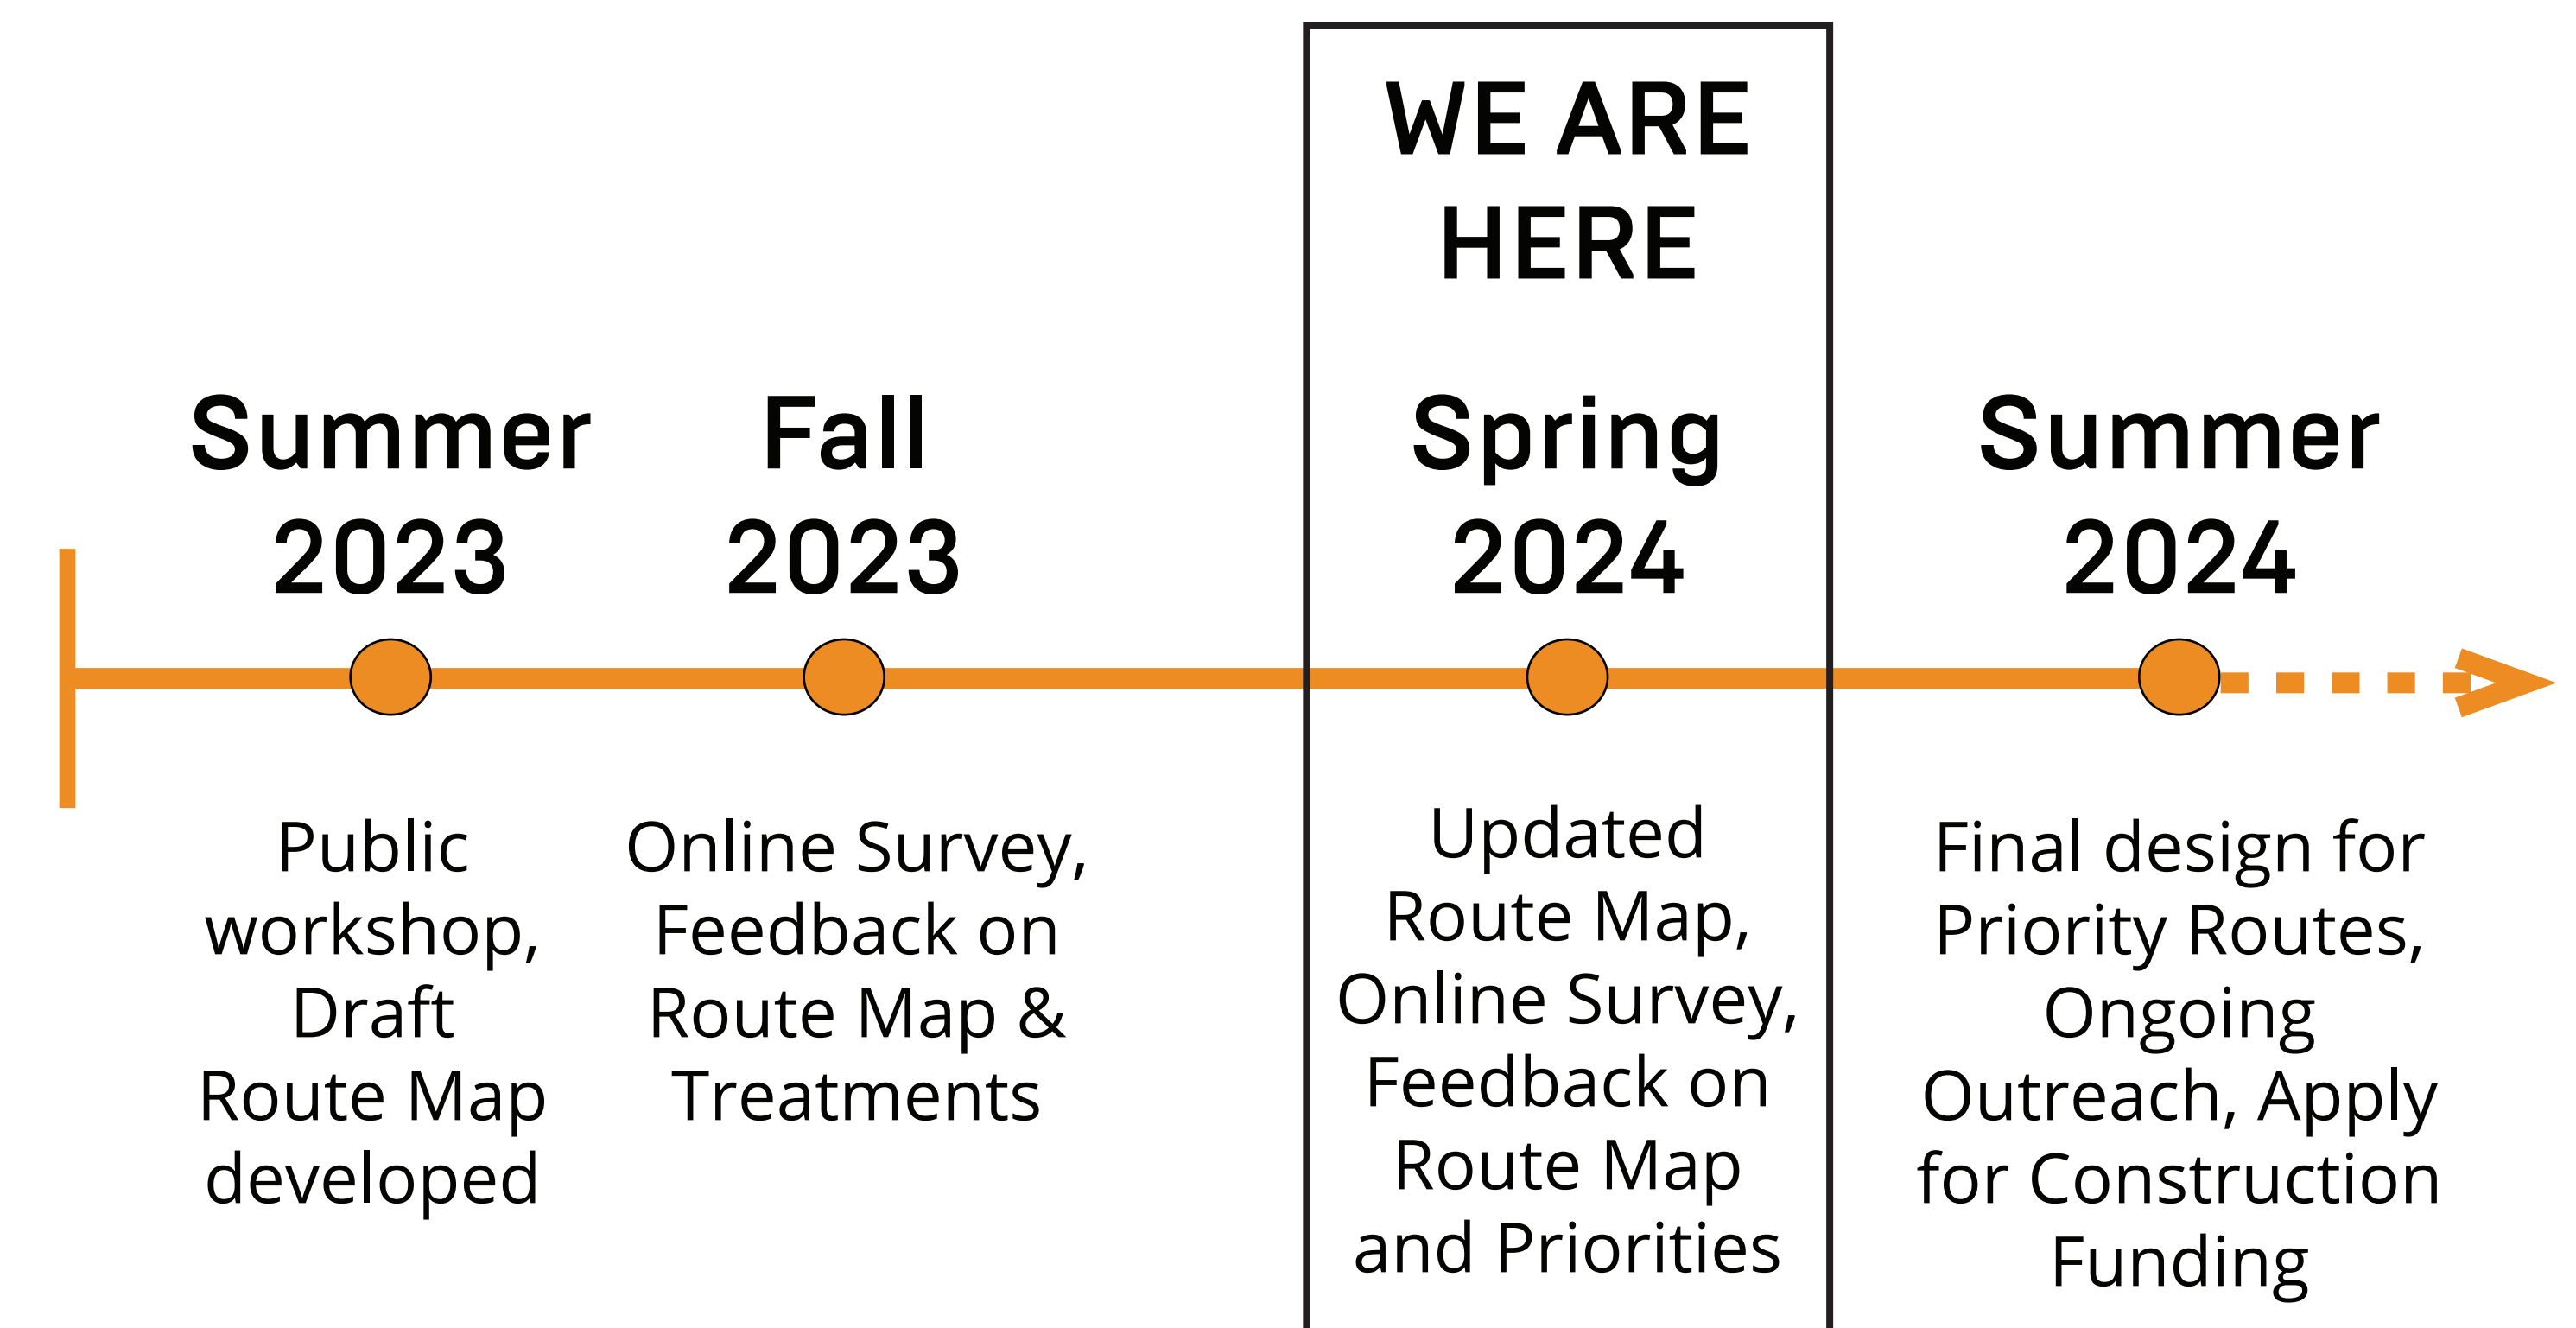 WE ARE
HERE
Summer
2023
Fall
2023
Spring
2024
Summer
2024
Public
workshop,
Draft
Route Map
developed
Online Survey,
Feedback on
Route Map &
Treatments
Updated
Route Map,
Online Survey,
Feedback on
Route Map
and Priorities
Final design for
Priority Routes,
Ongoing
Outreach, Apply
for Construction
Funding